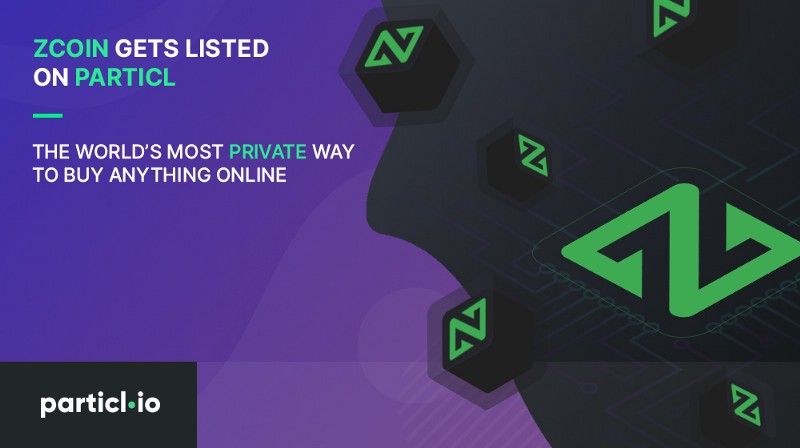 ZCOIN GETS LISTED
ON PARTICL
THE WORLD'S MOST PRIVATE WAY
TO BUY ANYTHING ONLINE
particl.io